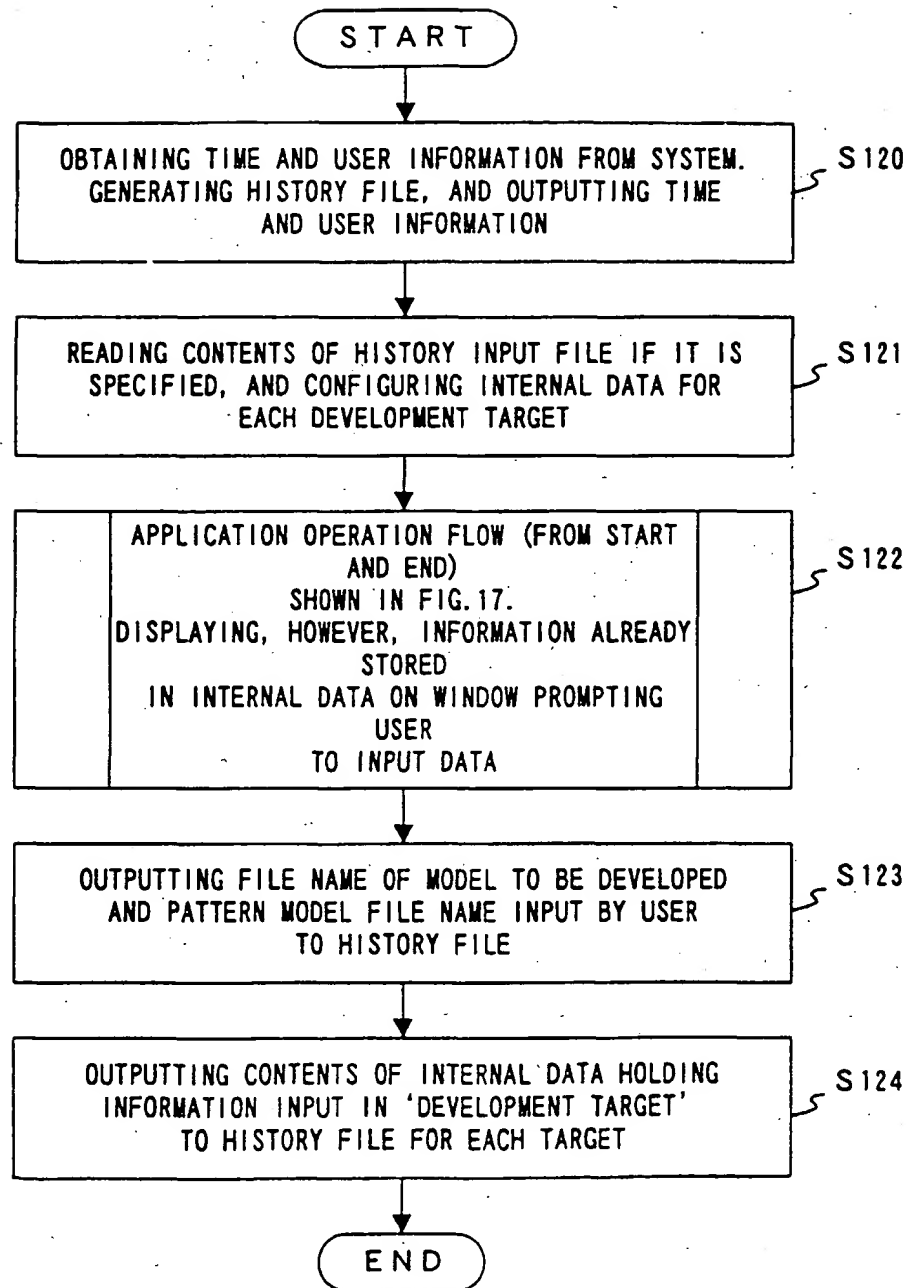 START
OBTAINING TIME AND USER INFORMATION FROM SYSTEM.
GENERATING HISTORY FILE, AND OUTPUTTING TIME
AND USER INFORMATION
S120
READING CONTENTS OF HISTORY INPUT FILE IF IT IS
SPECIFIED, AND CONFIGURING INTERNAL DATA FOR
EACH DEVELOPMENT TARGET
S121
APPLICATION OPERATION FLOW (FROM START
AND END)
SHOWN IN FIG.17.
DISPLAYING, HOWEVER, INFORMATION ALREADY
STORED
IN INTERNAL DATA ON WINDOW PROMPTING
USER
TO INPUT DATA
S122
OUTPUTTING FILE NAME OF MODEL TO BE DEVELOPED
AND PATTERN MODEL FILE NAME INPUT BY USER
TO HISTORY FILE
S123
OUTPUTTING CONTENTS OF INTERNAL DATA HOLDING
INFORMATION INPUT IN 'DEVELOPMENT TARGET'
TO HISTORY FILE FOR EACH TARGET
S124
END